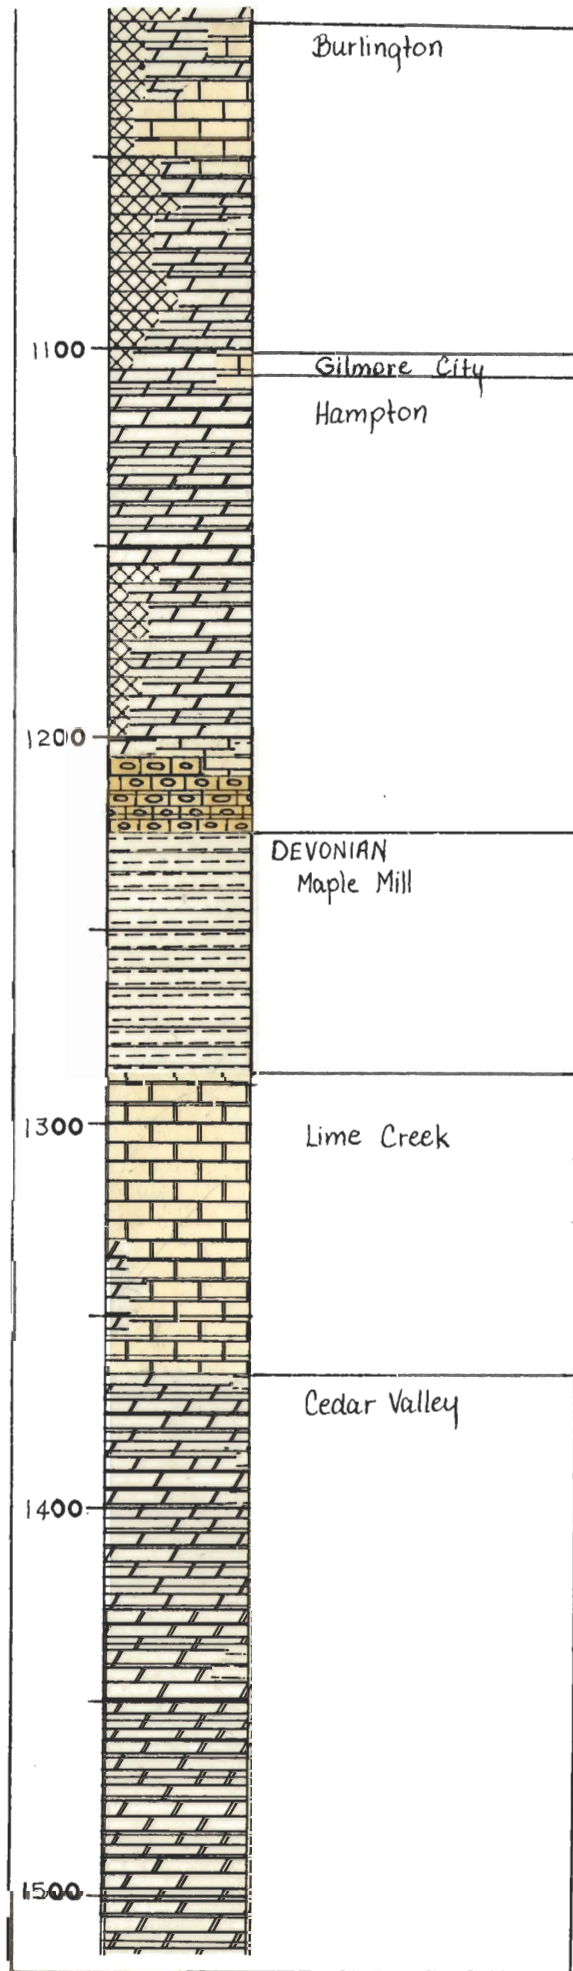 Burlington
1100
Gilmore City
Hampton
1200
DEVONIAN
Maple Mill
1300
Lime Creek
Cedar Valley
1400
1500